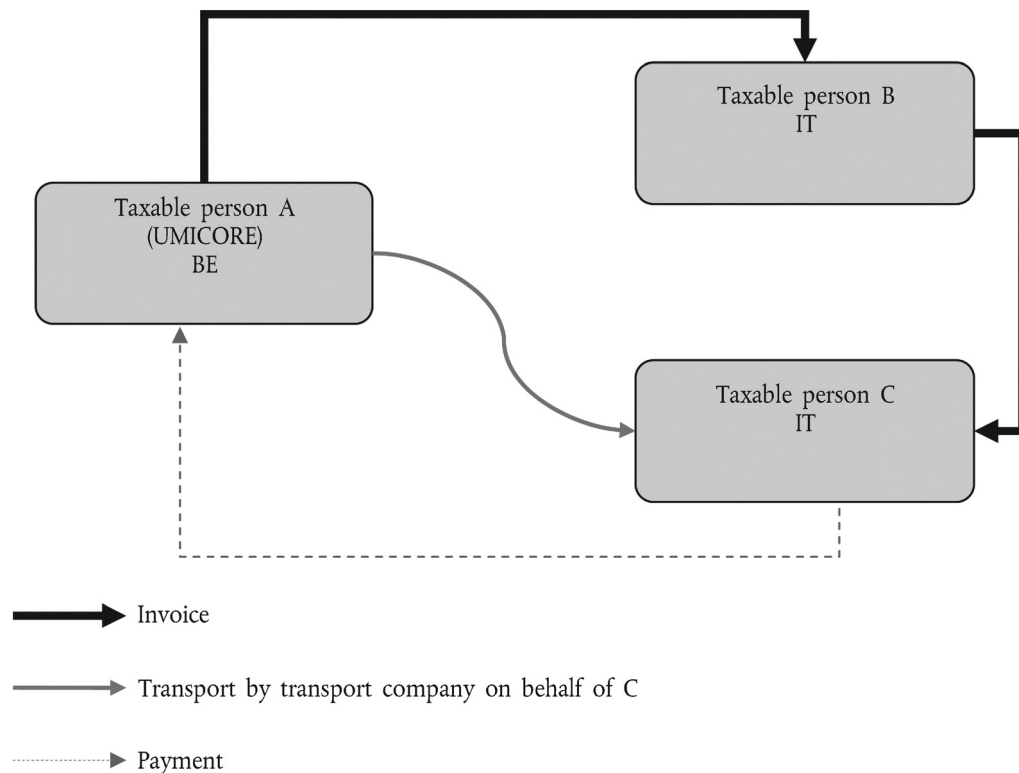 Taxable person B
IT
Taxable person A
(UMICORE)
BE
Taxable person C
IT
Invoice
Transport by transport company on behalf of C
Payment